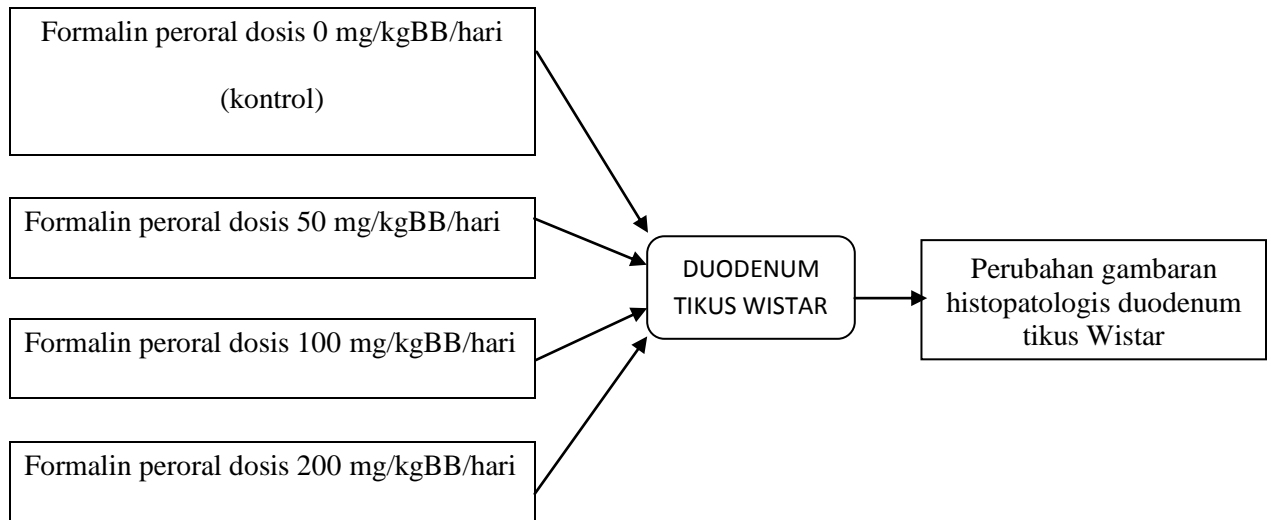 Formalin peroral dosis 0 mg/kgBB/hari
(kontrol)
Formalin peroral dosis 50 mg/kgBB/hari
Formalin peroral dosis 100 mg/kgBB/hari
Formalin peroral dosis 200 mg/kgBB/hari
DUODENUM
TIKUS WISTAR
Perubahan gambaran
histopatologis duodenum
tikus Wistar